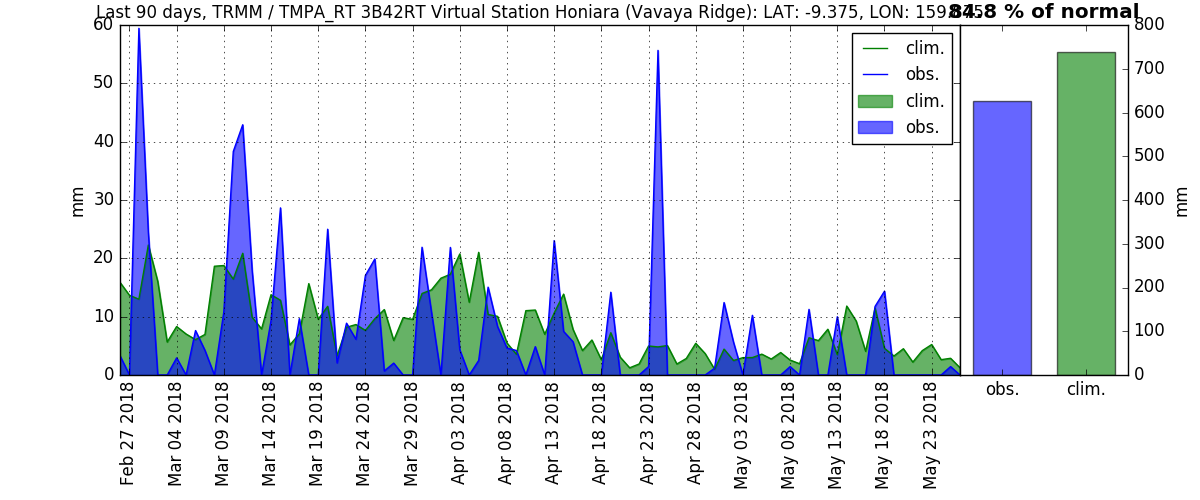 Last 90 days, TRMM / TMPA_RT 3B42RT Virtual Station Honiara (Vavaya Ridge): LAT: -9.375, LON:
84.8 % of normal
60
50
40
30
20
10
0
mm
clim.
obs.
clim.
obs.
800
700
600
500
400
300
200
100
0
mm
Feb 27 2018
Mar 04 2018
Mar 09 2018
Mar 14 2018
Mar 19 2018
Mar 24 2018
Mar 29 2018
Apr 03 2018
Apr 08 2018
Apr 13 2018
Apr 18 2018
Apr 23 2018
Apr 28 2018
May 03 2018
May 08 2018
May 13 2018
May 18 2018
May 23 2018
obs.
clim.